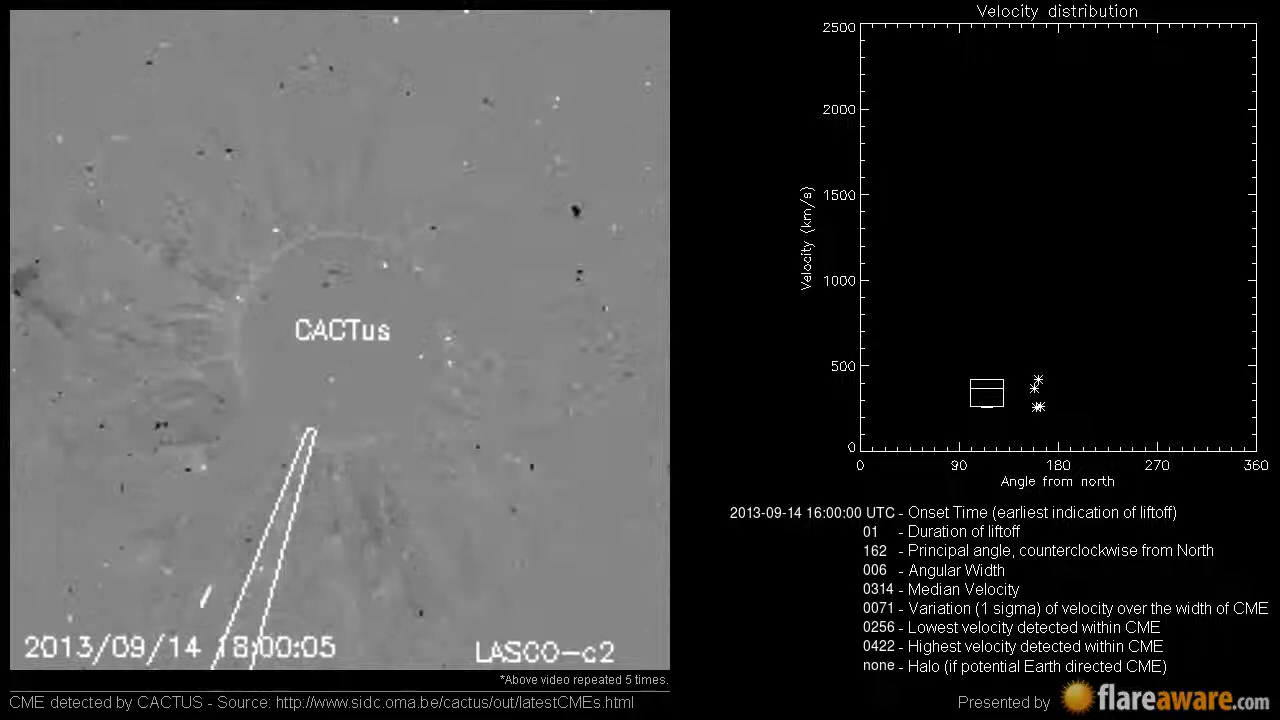 CACTus
2013/09/14 18:00:05
LASCO-c2
*Above video repeated 5 times.
CME detected by CACTUS - Source: http://www.sidc.oma.be/cactus/out/latestCMEs.html
Velocity distribution
2500
2000
1500
1000
500
0
Velocity (km/s)
0 90 180 270 360
Angle from north
2013-09-14 16:00:00 UTC - Onset Time (earliest indication of liftoff)
01 - Duration of liftoff
162 - Principal angle, counterclockwise from North
006 - Angular Width
0314 - Median Velocity
0071 - Variation (1 sigma) of velocity over the width of CME
0256 - Lowest velocity detected within CME
0422 - Highest velocity detected within CME
none - Halo (if potential Earth directed CME)
Presented by flareaware.com